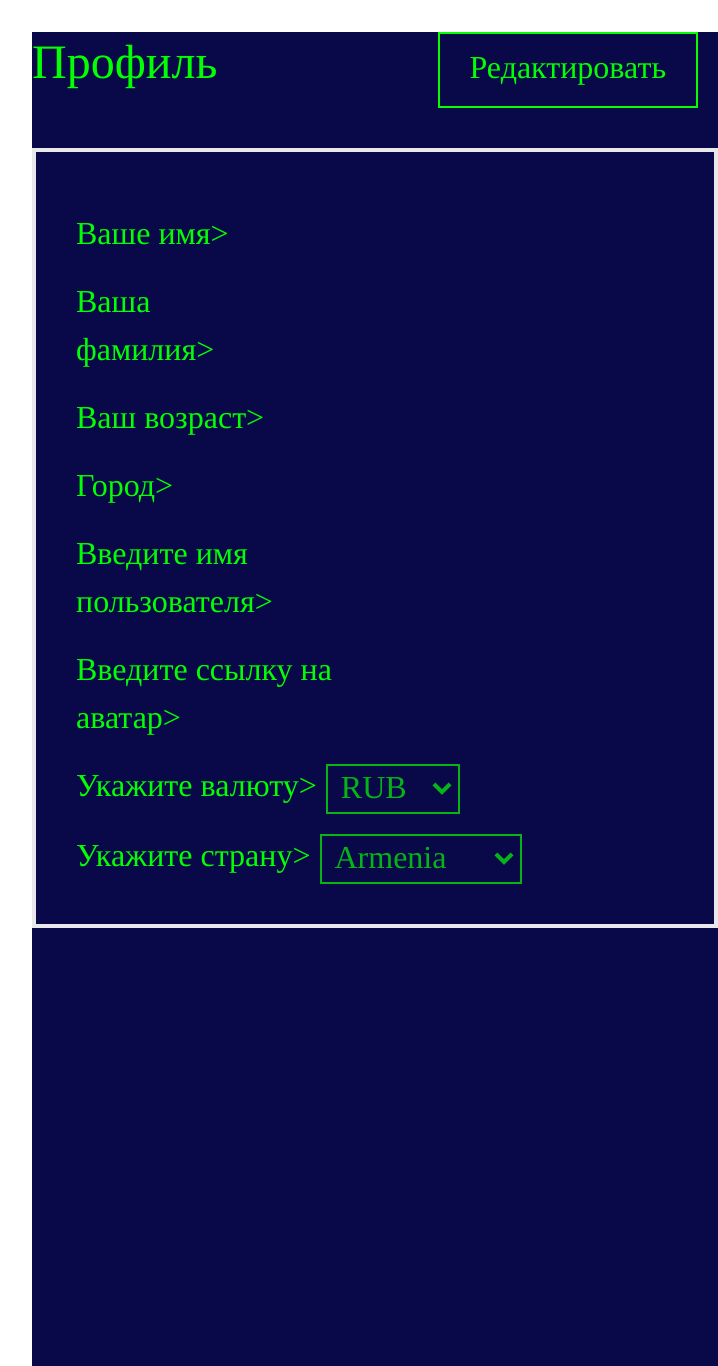 Профиль
Редактировать
Ваше имя>
Ваша
фамилия>
Ваш возраст>
Город>
Введите имя
пользователя>
Введите ссылку на
аватар>
Укажите валюту> RUB
Укажите страну> Armenia